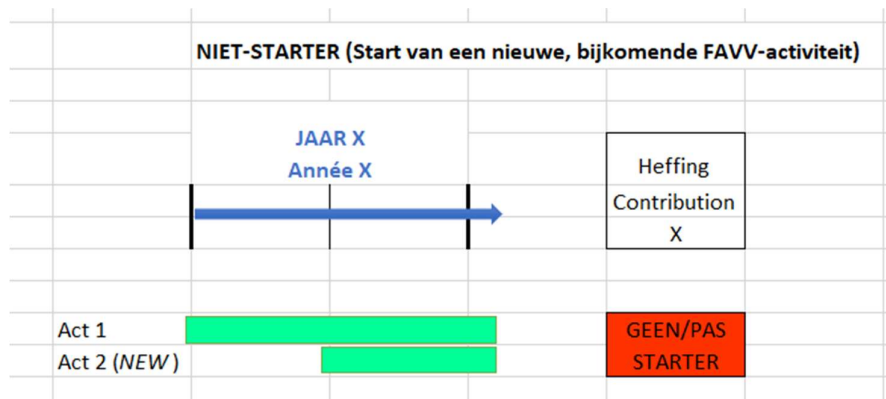 NIET-STARTER (Start van een nieuwe, bijkomende FAVV-activiteit)
JAAR X
Année X
Heffing
Contribution
X
Act 1
GEEN/PAS
Act 2 (NEW)
STARTER